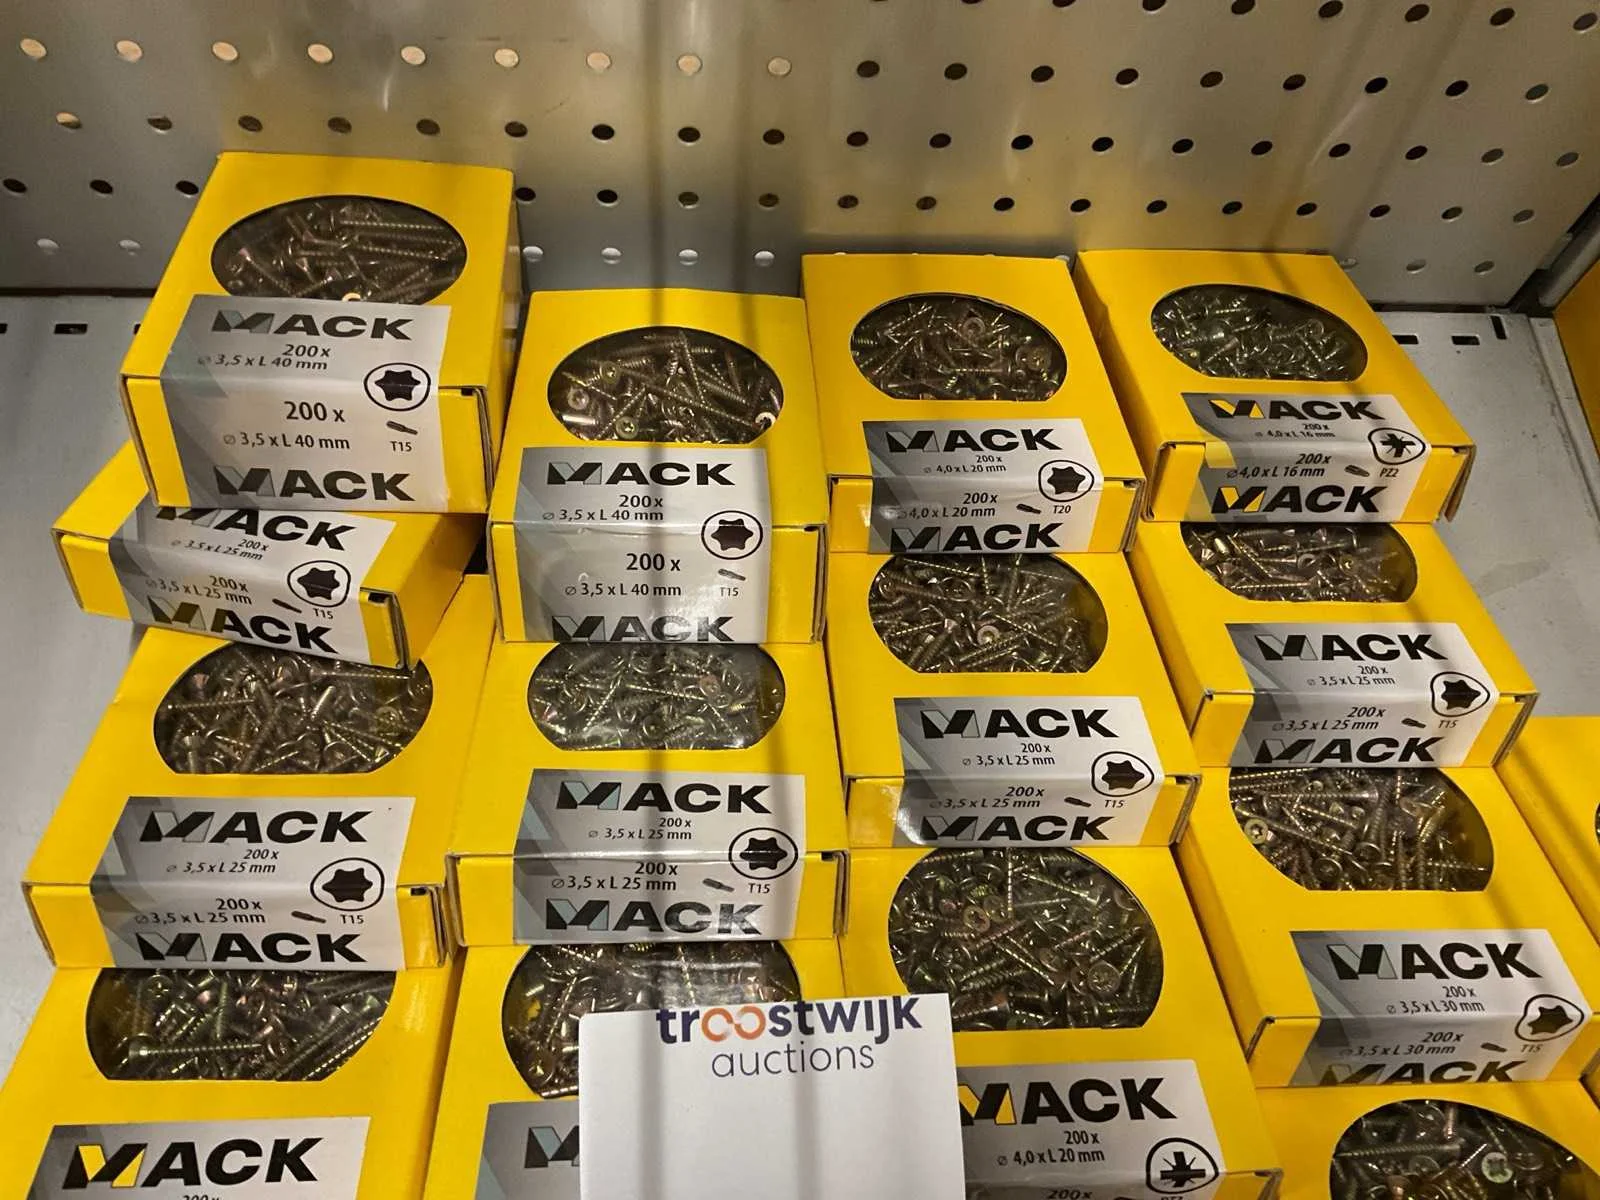 MACK
200 x
⌀ 3,5 x L 40 mm
200 x
⌀ 3,5 x L 40 mm
T15
MACK
MACK
200 x
⌀ 3,5 x L 40 mm
200 x
⌀ 3,5 x L 40 mm
T15
MACK
MACK
200 x
⌀ 4,0 x L 20 mm
200 x
⌀ 4,0 x L 20 mm
T20
MACK
MACK
200 x
⌀ 4,0 x L 16 mm
200 x
⌀ 4,0 x L 16 mm
PZ2
MACK
MACK
200 x
⌀ 3,5 x L 25 mm
200 x
⌀ 3,5 x L 25 mm
T15
MACK
MACK
200 x
⌀ 3,5 x L 25 mm
200 x
⌀ 3,5 x L 25 mm
T15
MACK
MACK
200 x
⌀ 3,5 x L 25 mm
200 x
⌀ 3,5 x L 25 mm
T15
MACK
MACK
200 x
⌀ 3,5 x L 25 mm
200 x
⌀ 3,5 x L 25 mm
T15
MACK
MACK
200 x
⌀ 3,5 x L 25 mm
200 x
⌀ 3,5 x L 25 mm
T15
MACK
MACK
200 x
⌀ 3,5 x L 30 mm
200 x
⌀ 3,5 x L 30 mm
T15
MACK
MACK
200 x
troostwijk
auctions
MACK
200 x
⌀ 4,0 x L 20 mm
200 x